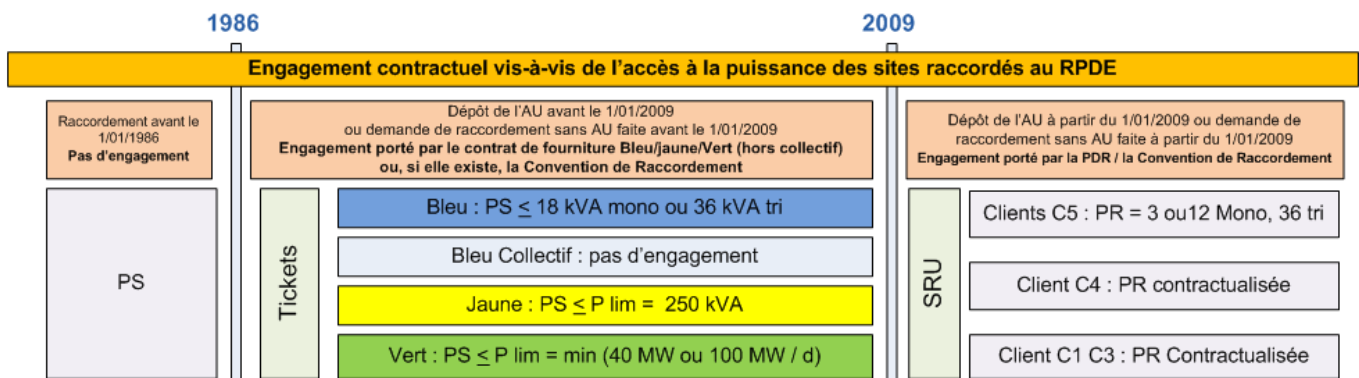 1986
2009
Engagement contractuel vis-à-vis de l'accès à la puissance des sites raccordés au RPDE
Raccordement avant le
1/01/1986
Pas d'engagement
PS
Dépôt de l'AU avant le 1/01/2009
ou demande de raccordement sans AU faite avant le 1/01/2009
Engagement porté par le contrat de fourniture Bleu/jaune/Vert (hors collectif)
ou, si elle existe, la Convention de Raccordement
Tickets
Bleu : PS ≤ 18 kVA mono ou 36 kVA tri
Bleu Collectif : pas d'engagement
Jaune : PS ≤ P lim = 250 kVA
Vert : PS ≤ P lim = min (40 MW ou 100 MW / d)
Dépôt de l'AU à partir du 1/01/2009 ou demande de
raccordement sans AU faite à partir du 1/01/2009
Engagement porté par la PDR / la Convention de Raccordement
SRU
Clients C5 : PR = 3 ou12 Mono, 36 tri
Client C4 : PR contractualisée
Client C1 C3 : PR Contractualisée